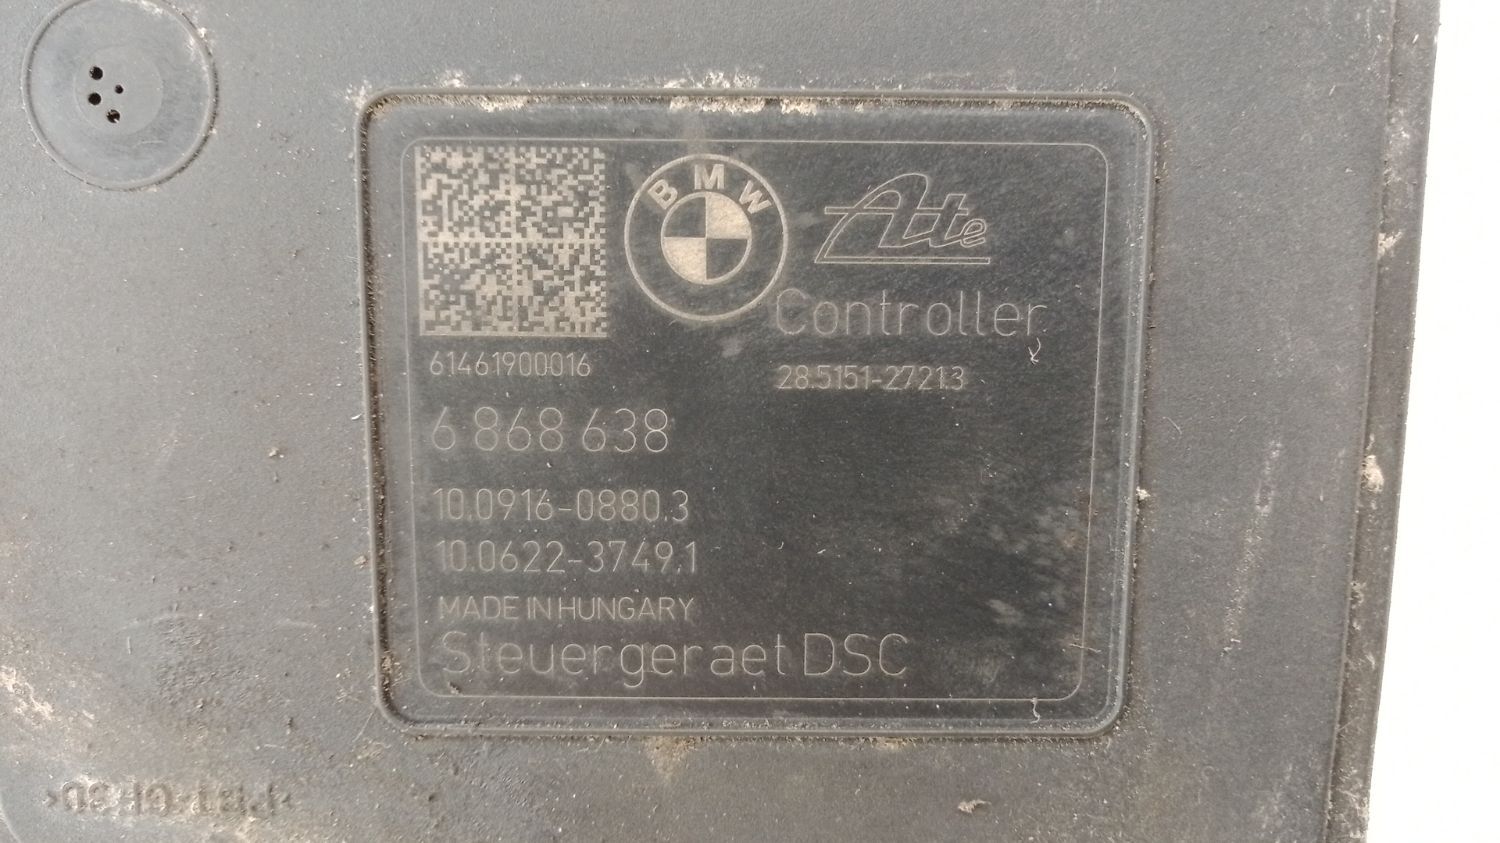 BMW
Ate
Controller
61461900016
28.5151-2721.3
6 868 638
10.0916-0880.3
10.0622-3749.1
MADE IN HUNGARY
Steuergeraet DSC